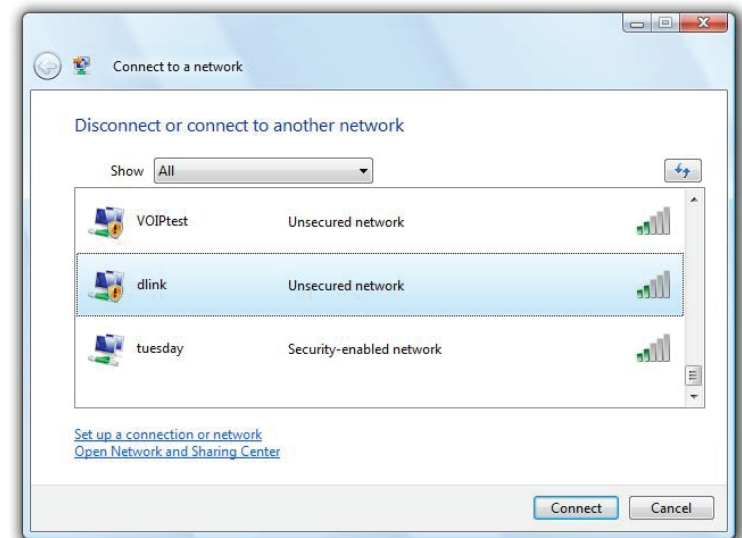 Connect to a network
Disconnect or connect to another network
Show All
VOIPtest Unsecured network
dlink Unsecured network
tuesday Security-enabled network
Set up a connection or network
Open Network and Sharing Center
Connect Cancel